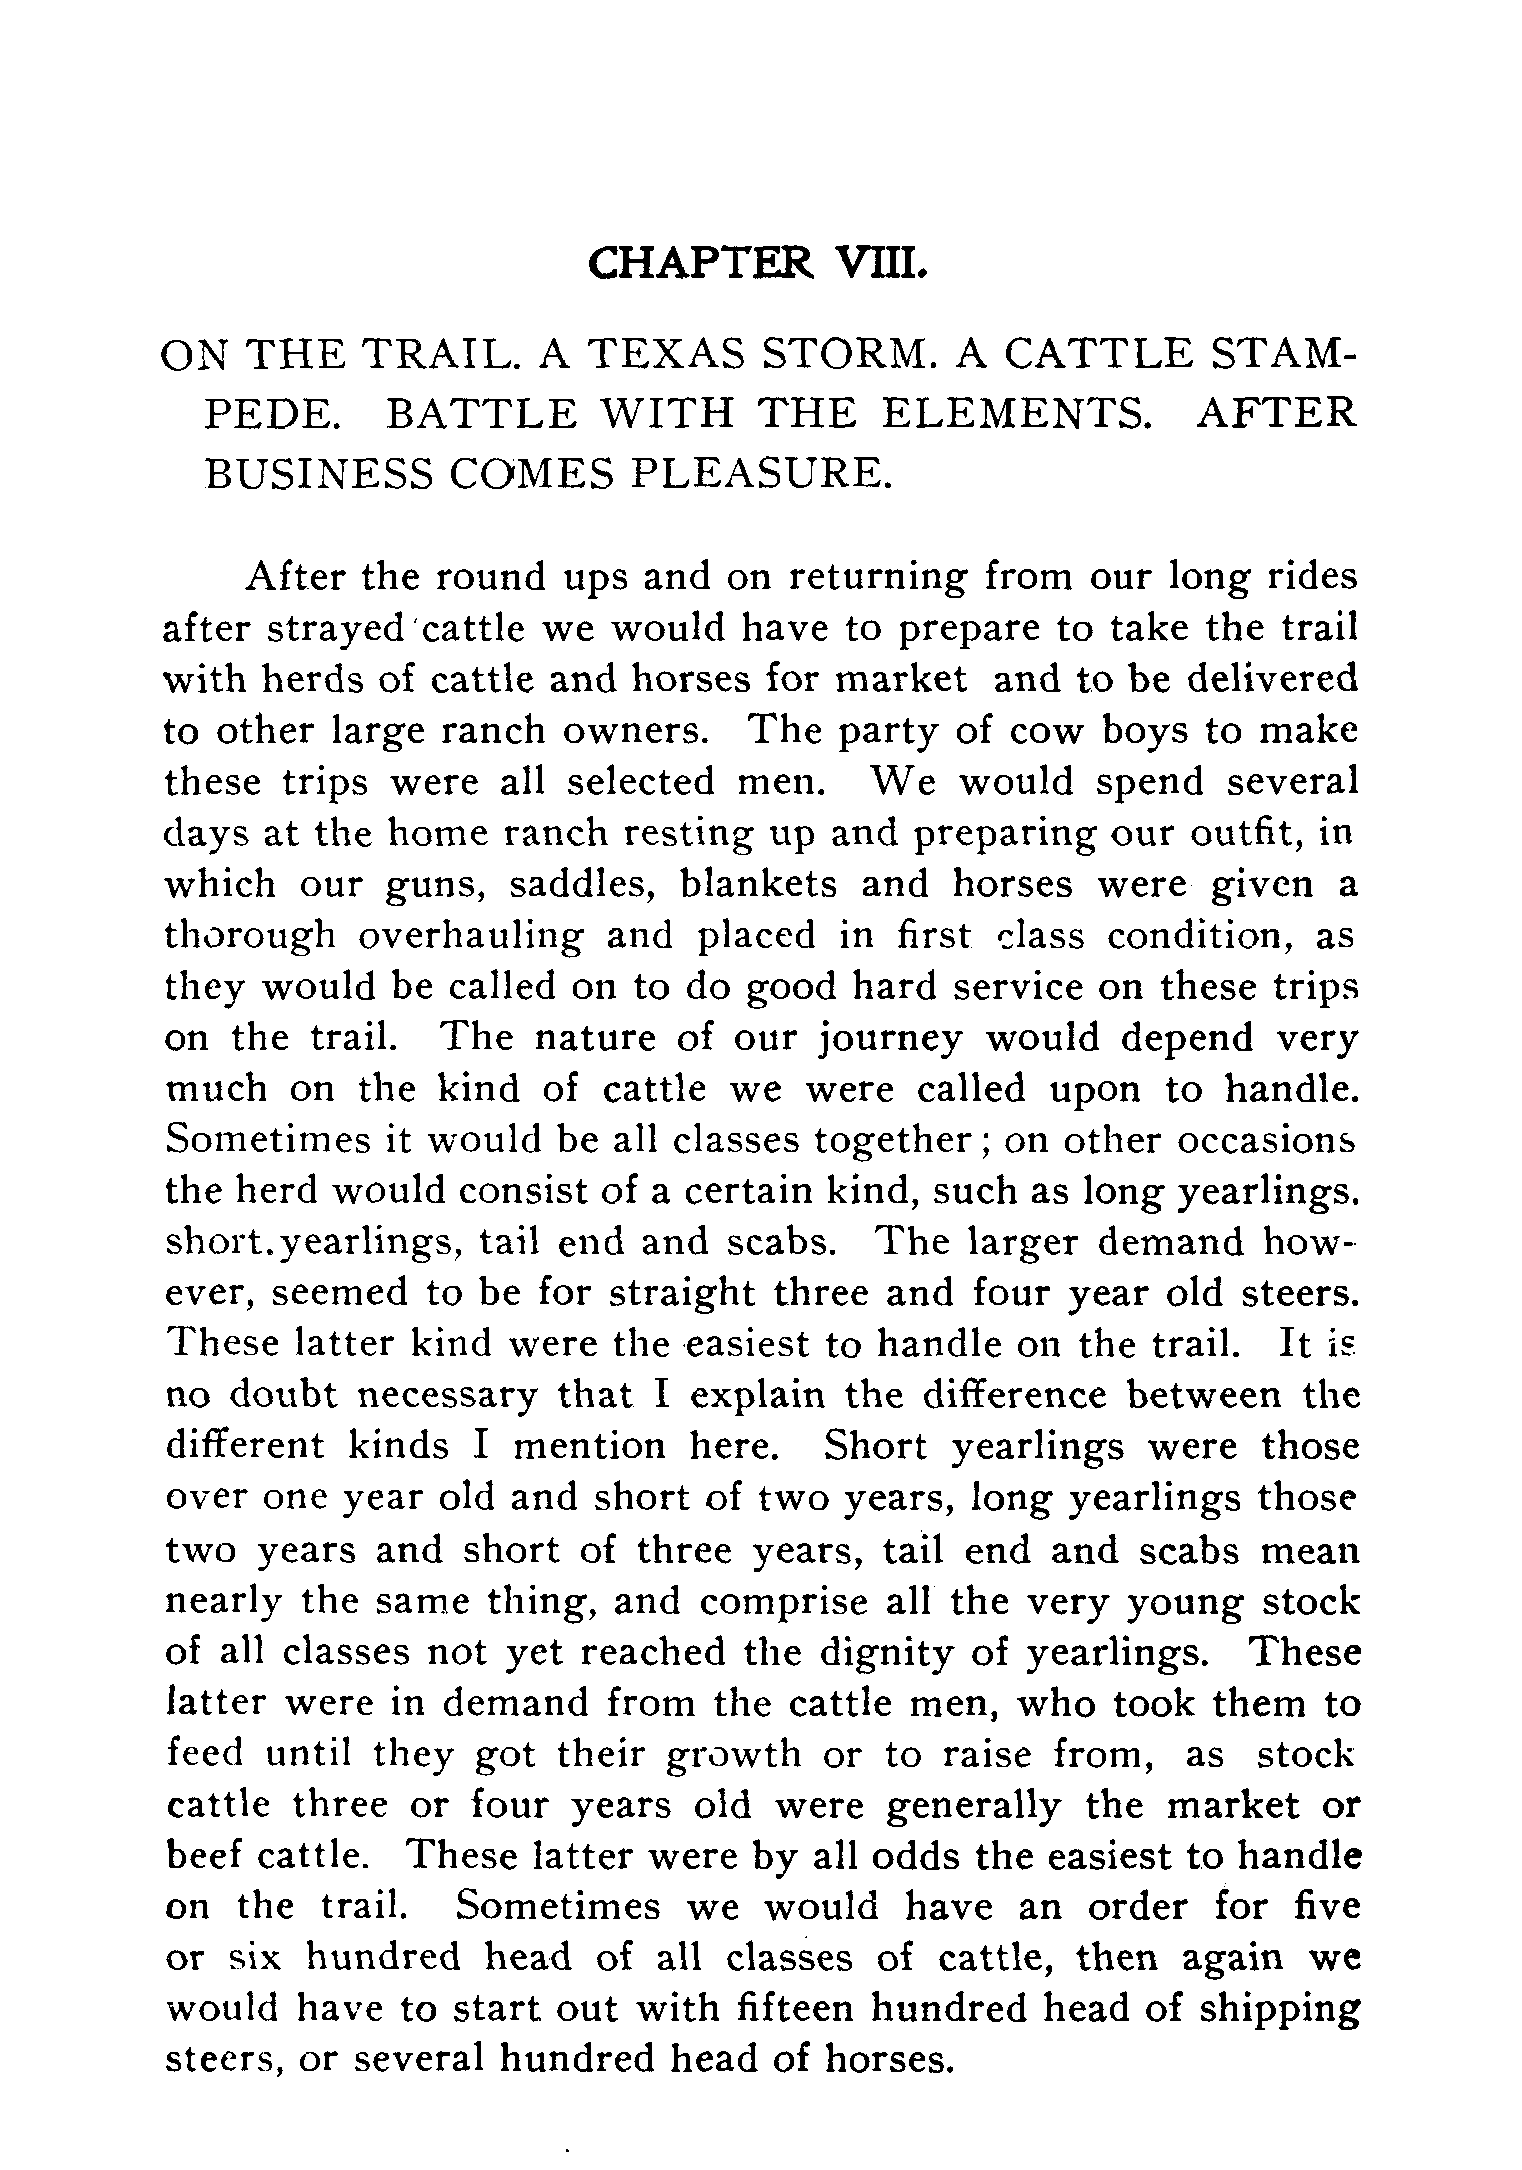 CHAPTER VIII.
ON THE TRAIL. A TEXAS STORM. A CATTLE STAM-
PEDE. BATTLE WITH THE ELEMENTS. AFTER
BUSINESS COMES PLEASURE.
After the round ups and on returning from our long rides
after strayed cattle we would have to prepare to take the trail
with herds of cattle and horses for market and to be delivered
to other large ranch owners. The party of cow boys to make
these trips were all selected men. We would spend several
days at the home ranch resting up and preparing our outfit, in
which our guns, saddles, blankets and horses were given a
thorough overhauling and placed in first class condition, as
they would be called on to do good hard service on these trips
on the trail. The nature of our journey would depend very
much on the kind of cattle we were called upon to handle.
Sometimes it would be all classes together; on other occasions
the herd would consist of a certain kind, such as long yearlings.
short.yearlings, tail end and scabs. The larger demand how-
ever, seemed to be for straight three and four year old steers.
These latter kind were the easiest to handle on the trail. It is
no doubt necessary that I explain the difference between the
different kinds I mention here. Short yearlings were those
over one year old and short of two years, long yearlings those
two years and short of three years, tail end and scabs mean
nearly the same thing, and comprise all the very young stock
of all classes not yet reached the dignity of yearlings. These
latter were in demand from the cattle men, who took them to
feed until they got their growth or to raise from, as stock
cattle three or four years old were generally the market or
beef cattle. These latter were by all odds the easiest to handle
on the trail. Sometimes we would have an order for five
or six hundred head of all classes of cattle, then again we
would have to start out with fifteen hundred head of shipping
steers, or several hundred head of horses.